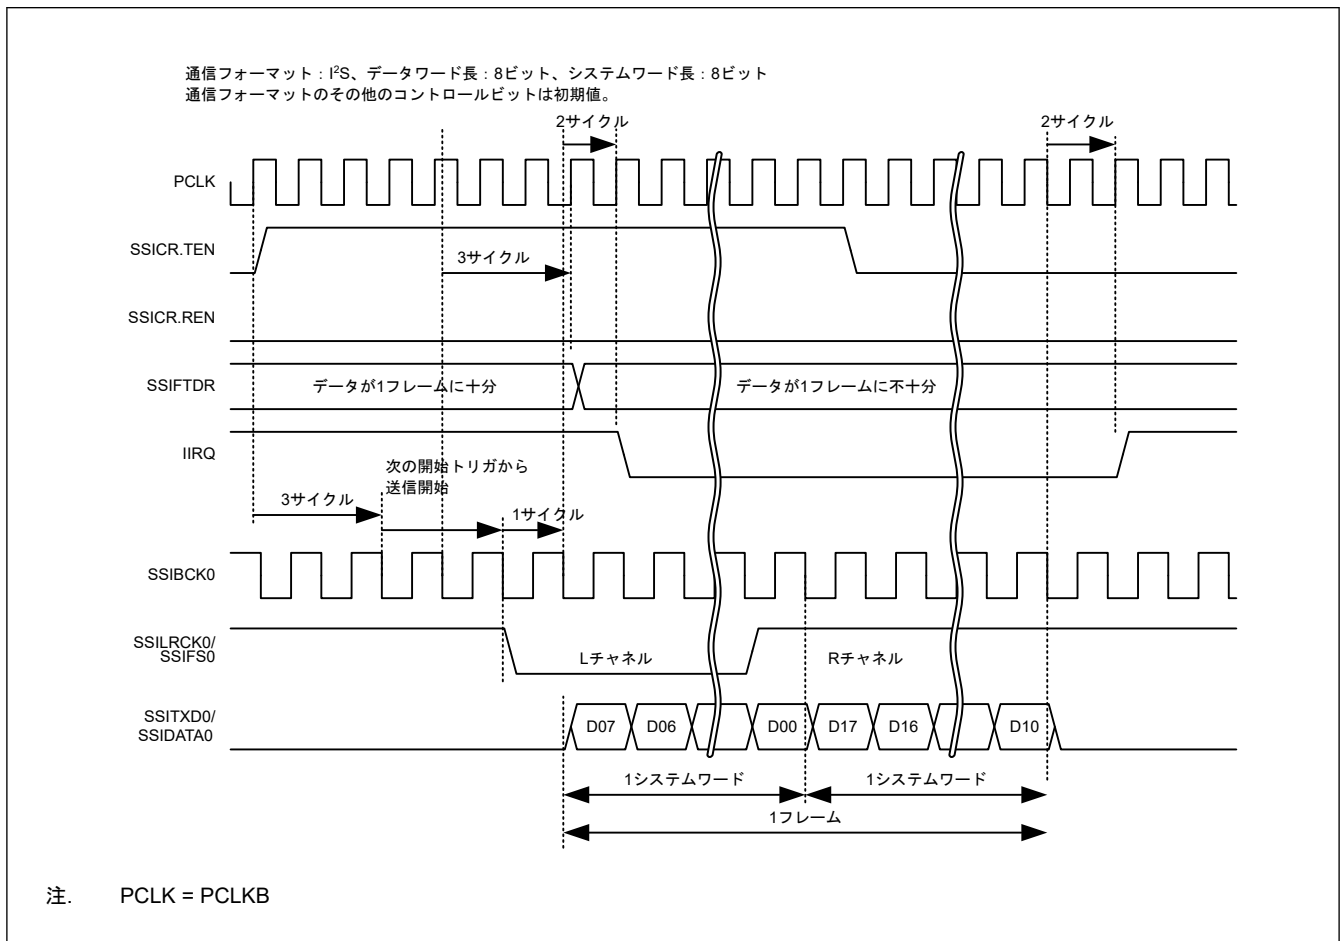 通信フォーマット：I²S、データワード長：8ビット、システムワード長：8ビット
通信フォーマットのその他のコントロールビットは初期値。
2サイクル
2サイクル
PCLK
SSICR.TEN
3サイクル
SSICR.REN
SSIFTDR
データが1フレームに十分
データが1フレームに不十分
IIRQ
次の開始トリガから
送信開始
3サイクル
1サイクル
SSIBCK0
SSILRCK0/
SSIFS0
Lチャネル
Rチャネル
SSITXD0/
SSIDATA0
D07
D06
D00
D17
D16
D10
1システムワード
1システムワード
1フレーム
注. PCLK = PCLKB